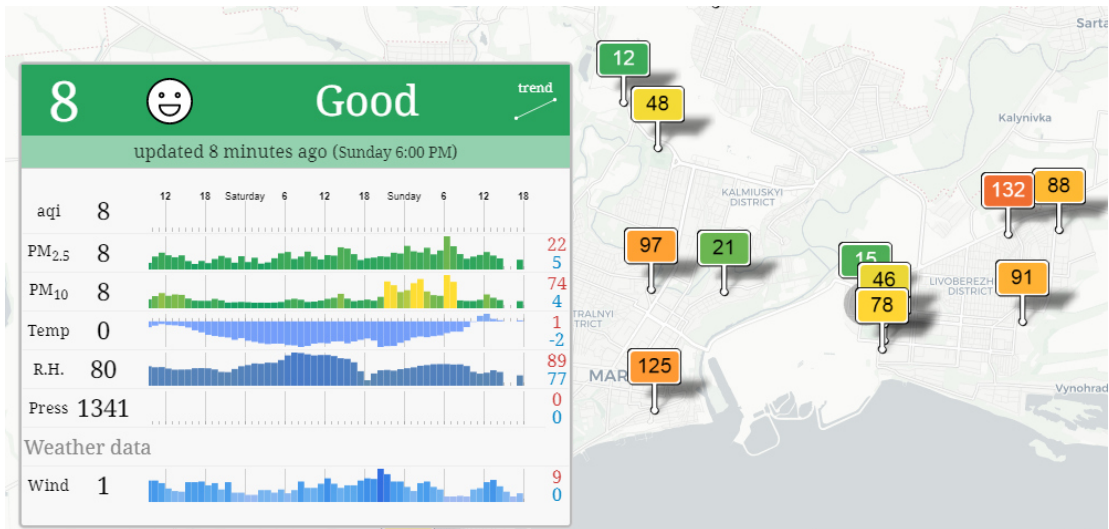 8 Good trend
updated 8 minutes ago (Sunday 6:00 PM)
12 18 Saturday 6 12 18 Sunday 6 12 18
aqi 8
PM2.5 8 22 5
PM10 8 74 4
Temp 0 1 -2
R.H. 80 89 77
Press 1341 0 0
Weather data
Wind 1 9 0
Sarta
12
48
Kalynivka
KALMIUSKYI
DISTRICT
132
88
97
21
15
46
78
LIVOBEREZH
DISTRICT
91
TRALNYI
TRICT
125
MAR
Vynohrad